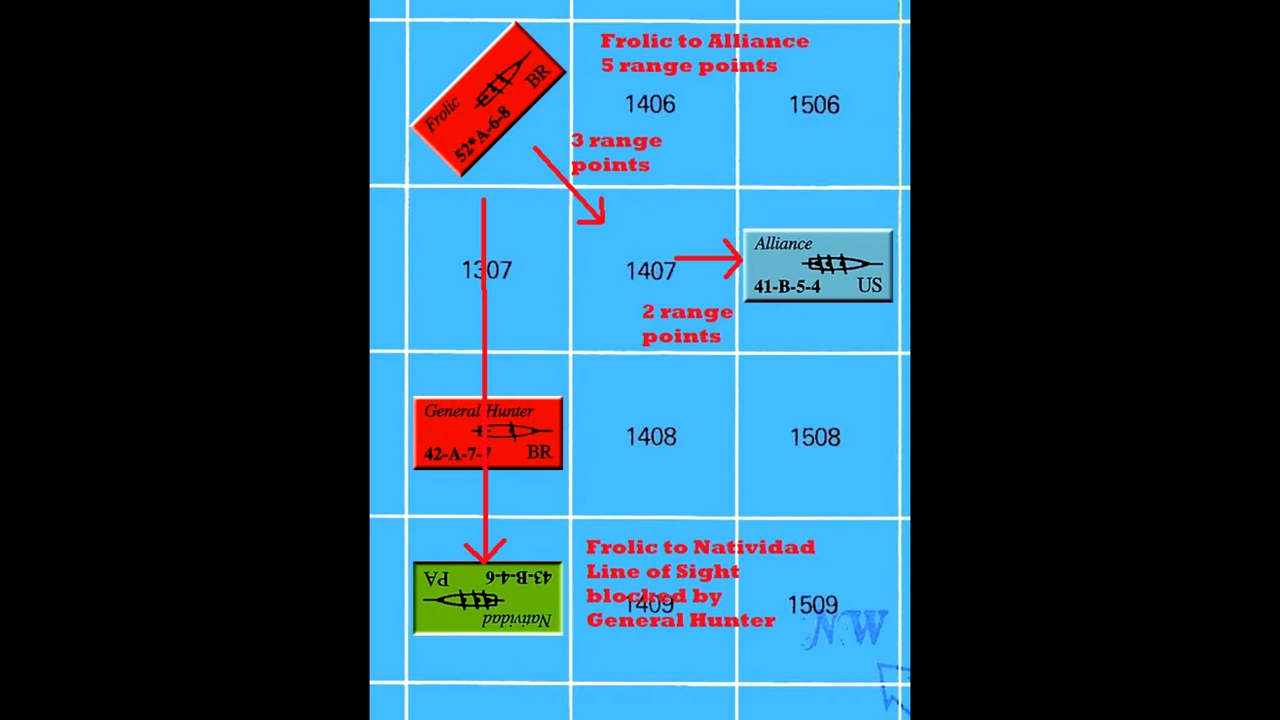 Frolic to Alliance
5 range points
Frolic
52*A-6-8
BR
1406
1506
3 range
points
1307
1407
Alliance
41-B-5-4
US
2 range
points
General Hunter
42-A-7-7
BR
1408
1508
Frolic to Natividad
Line of Sight
blocked by
General Hunter
Natividad
43-B-4-6
PA
1409
1509
NW